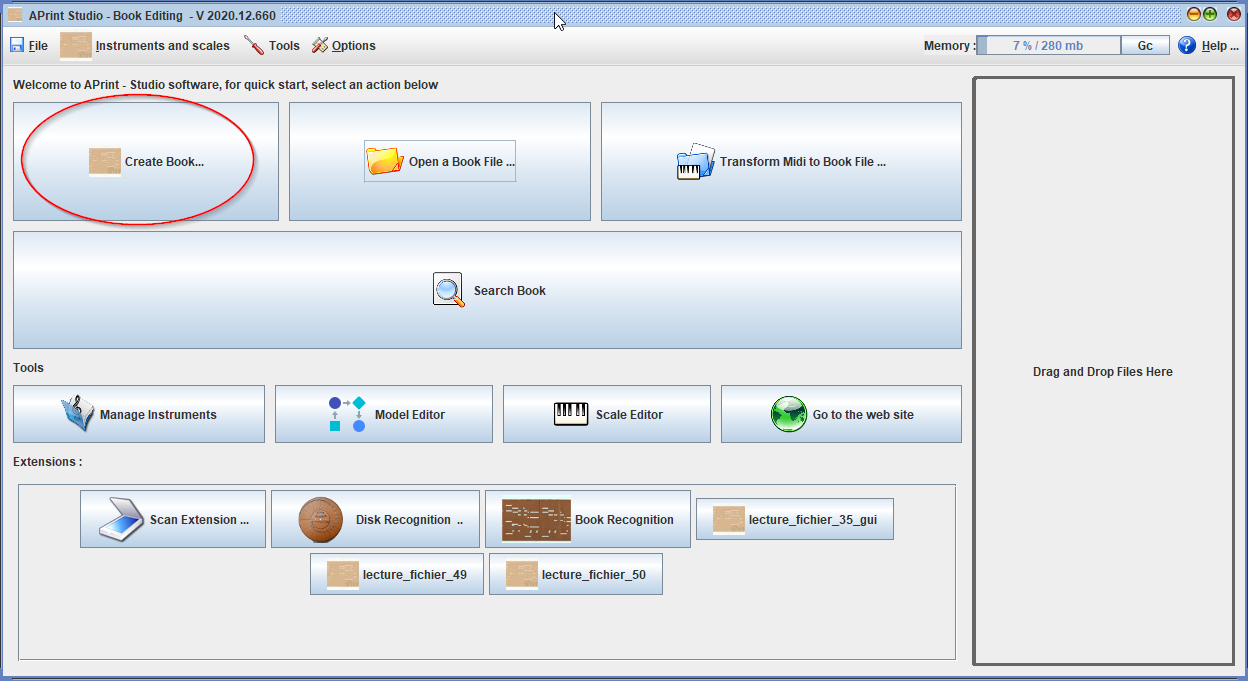 APrint Studio - Book Editing - V 2020.12.660
File Instruments and scales Tools Options Memory : 7 % / 280 mb Gc Help ...
Welcome to APrint - Studio software, for quick start, select an action below
Create Book... Open a Book File ... Transform Midi to Book File ...
Search Book
Drag and Drop Files Here
Tools
Manage Instruments Model Editor Scale Editor Go to the web site
Extensions :
Scan Extension ... Disk Recognition .. Book Recognition lecture_fichier_35_gui
lecture_fichier_49 lecture_fichier_50